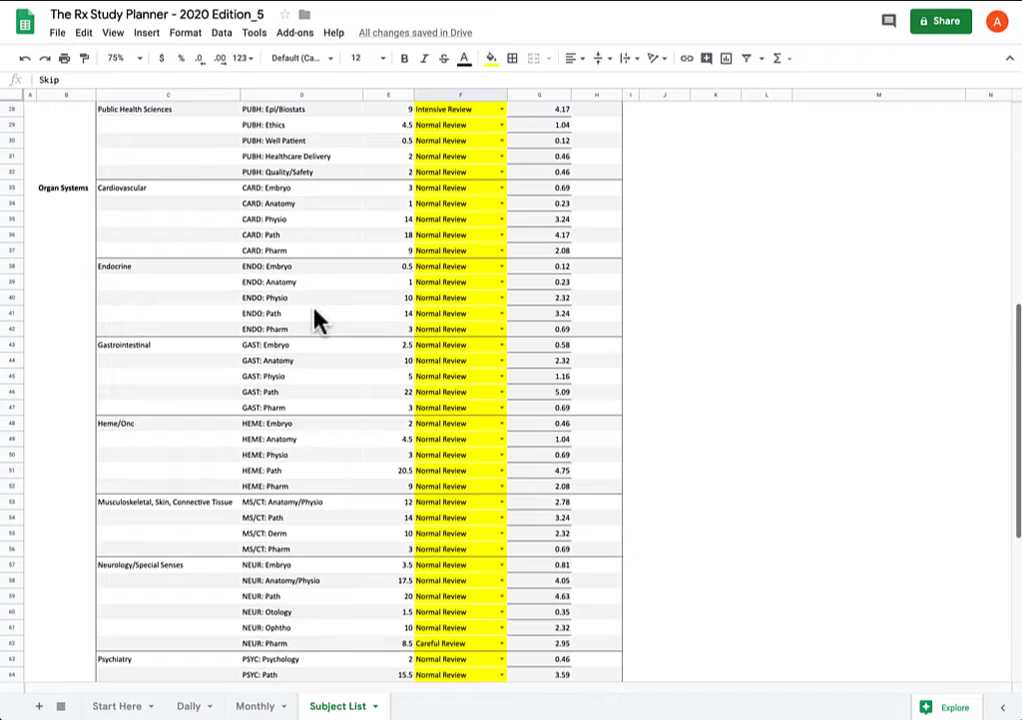 The Rx Study Planner - 2020 Edition_5
File Edit View Insert Format Data Tools Add-ons Help All changes saved in Drive
Share
A
75% $ % .0 .00 123 Default (Ca... 12 B I S A Σ
fx Skip
A B C D E F G H I J K L M N
28 Public Health Sciences PUBH: Epi/Biostats 9 Intensive Review 4.17
29 PUBH: Ethics 4.5 Normal Review 1.04
30 PUBH: Well Patient 0.5 Normal Review 0.12
31 PUBH: Healthcare Delivery 2 Normal Review 0.46
32 PUBH: Quality/Safety 2 Normal Review 0.46
33 Organ Systems Cardiovascular CARD: Embryo 3 Normal Review 0.69
34 CARD: Anatomy 1 Normal Review 0.23
35 CARD: Physio 14 Normal Review 3.24
36 CARD: Path 18 Normal Review 4.17
37 CARD: Pharm 9 Normal Review 2.08
38 Endocrine ENDO: Embryo 0.5 Normal Review 0.12
39 ENDO: Anatomy 1 Normal Review 0.23
40 ENDO: Physio 10 Normal Review 2.32
41 ENDO: Path 14 Normal Review 3.24
42 ENDO: Pharm 3 Normal Review 0.69
43 Gastrointestinal GAST: Embryo 2.5 Normal Review 0.58
44 GAST: Anatomy 10 Normal Review 2.32
45 GAST: Physio 5 Normal Review 1.16
46 GAST: Path 22 Normal Review 5.09
47 GAST: Pharm 3 Normal Review 0.69
48 Heme/Onc HEME: Embryo 2 Normal Review 0.46
49 HEME: Anatomy 4.5 Normal Review 1.04
50 HEME: Physio 3 Normal Review 0.69
51 HEME: Path 20.5 Normal Review 4.75
52 HEME: Pharm 9 Normal Review 2.08
53 Musculoskeletal, Skin, Connective Tissue MS/CT: Anatomy/Physio 12 Normal Review 2.78
54 MS/CT: Path 14 Normal Review 3.24
55 MS/CT: Derm 10 Normal Review 2.32
56 MS/CT: Pharm 3 Normal Review 0.69
57 Neurology/Special Senses NEUR: Embryo 3.5 Normal Review 0.81
58 NEUR: Anatomy/Physio 17.5 Normal Review 4.05
59 NEUR: Path 20 Normal Review 4.63
60 NEUR: Otology 1.5 Normal Review 0.35
61 NEUR: Ophtho 10 Normal Review 2.32
62 NEUR: Pharm 8.5 Careful Review 2.95
63 Psychiatry PSYC: Psychology 2 Normal Review 0.46
64 PSYC: Path 15.5 Normal Review 3.59
+ Start Here Daily Monthly Subject List Explore